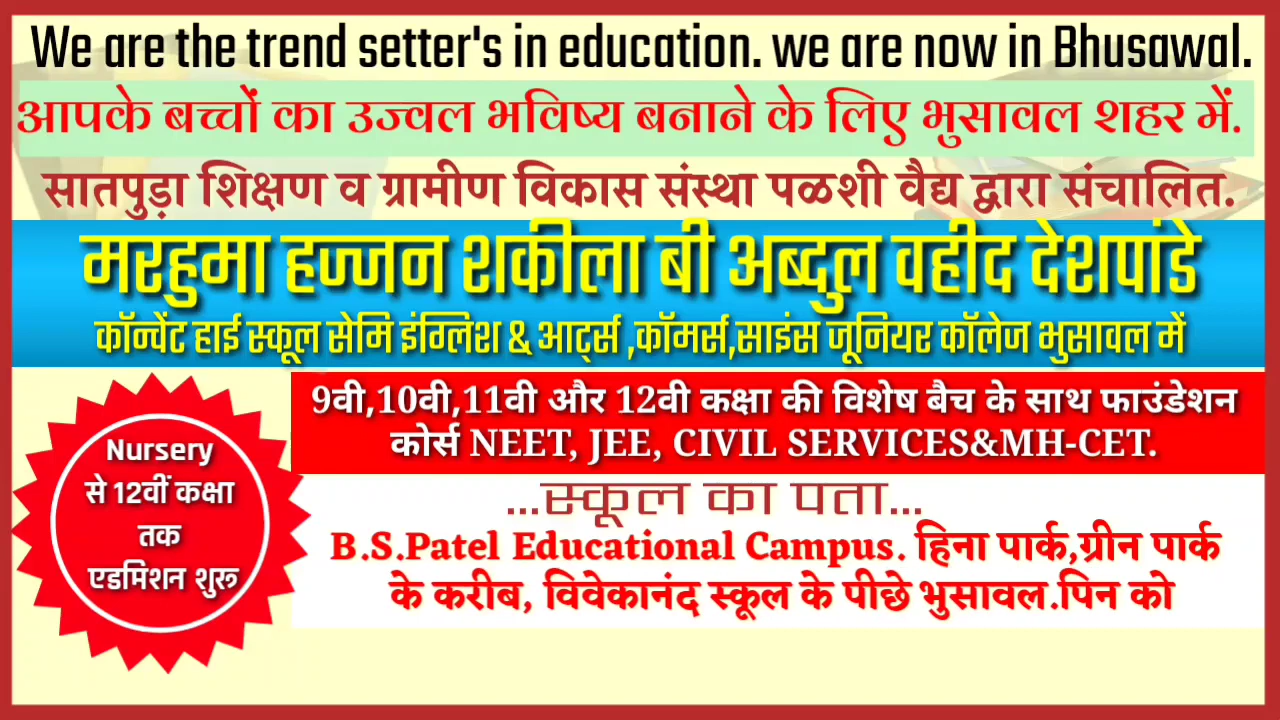 We are the trend setter's in education. we are now in Bhusawal.
आपके बच्चों का उज्वल भविष्य बनाने के लिए भुसावल शहर में.
सातपुड़ा शिक्षण व ग्रामीण विकास संस्था पळशी वैद्य द्वारा संचालित.
मरहुमा हज्जन शकीला बी अब्दुल वहीद देशपांडे
कॉन्वेंट हाई स्कूल सेमि इंग्लिश & आर्ट्स ,कॉमर्स,साइंस जूनियर कॉलेज भुसावल में
9वी,10वी,11वी और 12वी कक्षा की विशेष बैच के साथ फाउंडेशन
कोर्स NEET, JEE, CIVIL SERVICES&MH-CET.
Nursery
से 12वीं कक्षा
तक
एडमिशन शुरू
...स्कूल का पता...
B.S.Patel Educational Campus. हिना पार्क,ग्रीन पार्क
के करीब, विवेकानंद स्कूल के पीछे भुसावल.पिन को